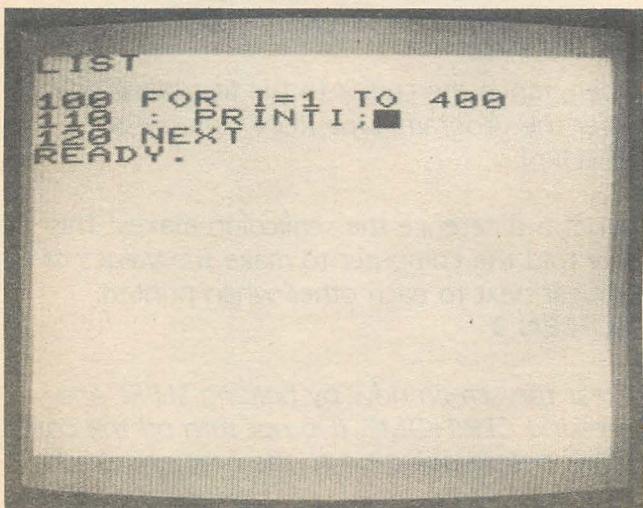 LIST
100 FOR I=1 TO 400
110 : PRINTI;
120 NEXT
READY.